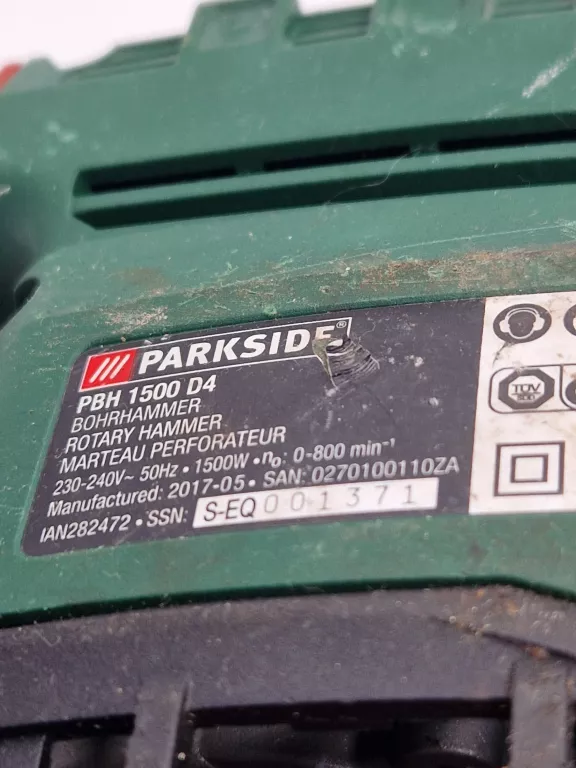 PARKSIDE®
PBH 1500 D4
BOHRHAMMER
ROTARY HAMMER
MARTEAU PERFORATEUR
230-240V~ 50Hz • 1500W • n₀: 0-800 min⁻¹
Manufactured: 2017-05 • SAN: 0270100110ZA
IAN282472 • SSN: S-EQ001371
TÜV